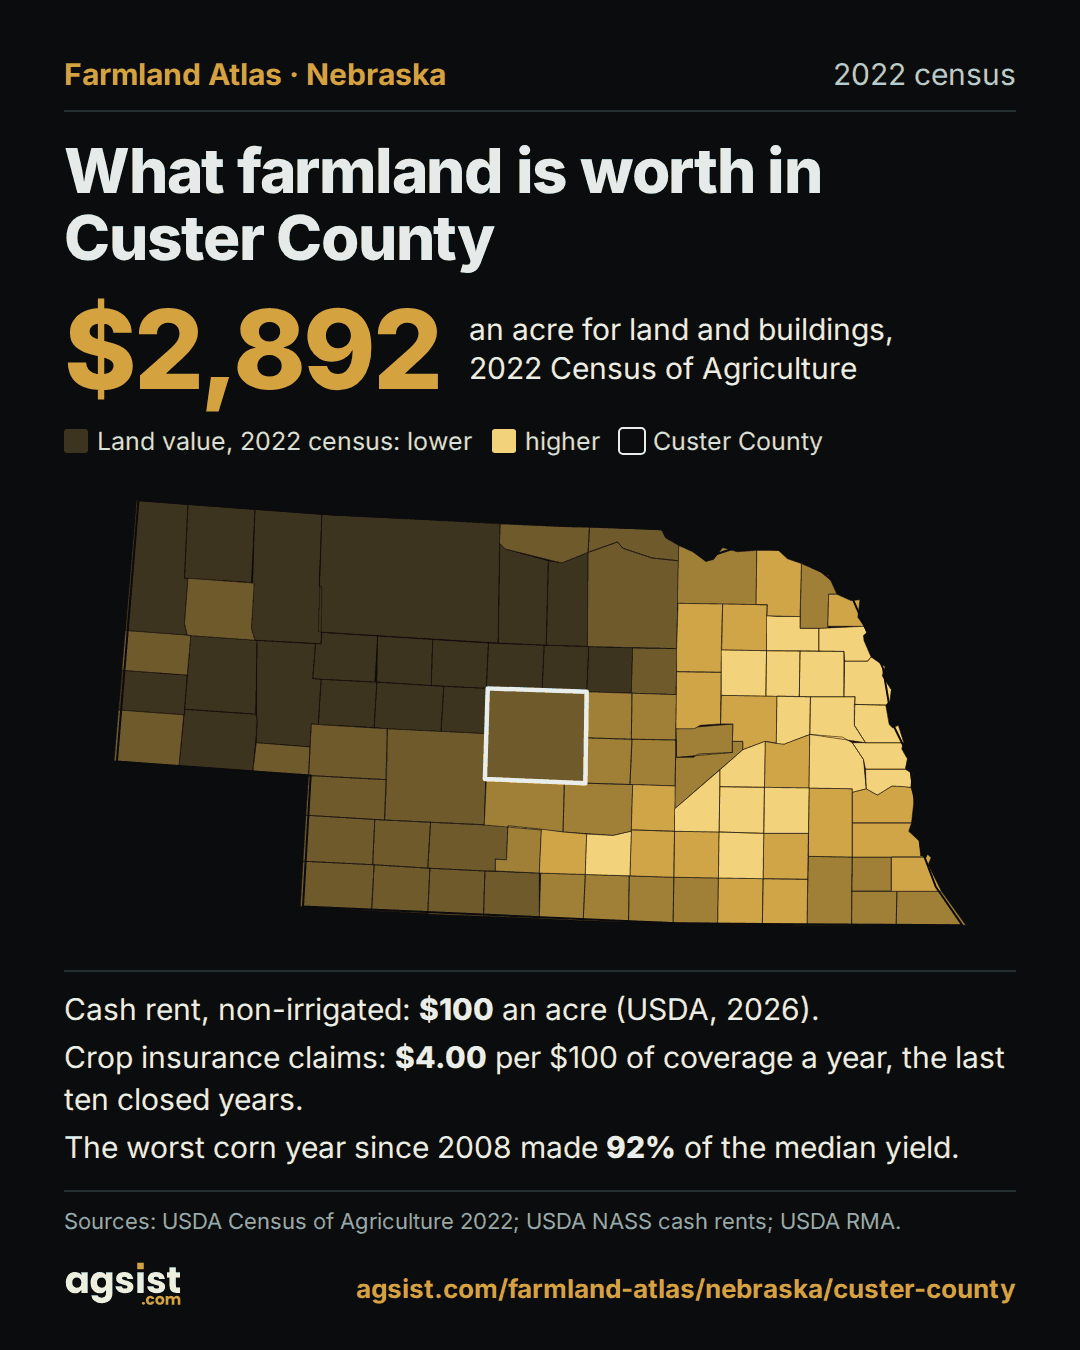 Farmland Atlas · Nebraska
2022 census
What farmland is worth in
Custer County
$2,892
an acre for land and buildings,
2022 Census of Agriculture
Land value, 2022 census: lower
higher
Custer County
Cash rent, non-irrigated: $100 an acre (USDA, 2026).
Crop insurance claims: $4.00 per $100 of coverage a year, the last
ten closed years.
The worst corn year since 2008 made 92% of the median yield.
Sources: USDA Census of Agriculture 2022; USDA NASS cash rents; USDA RMA.
agsist
.com
agsist.com/farmland-atlas/nebraska/custer-county